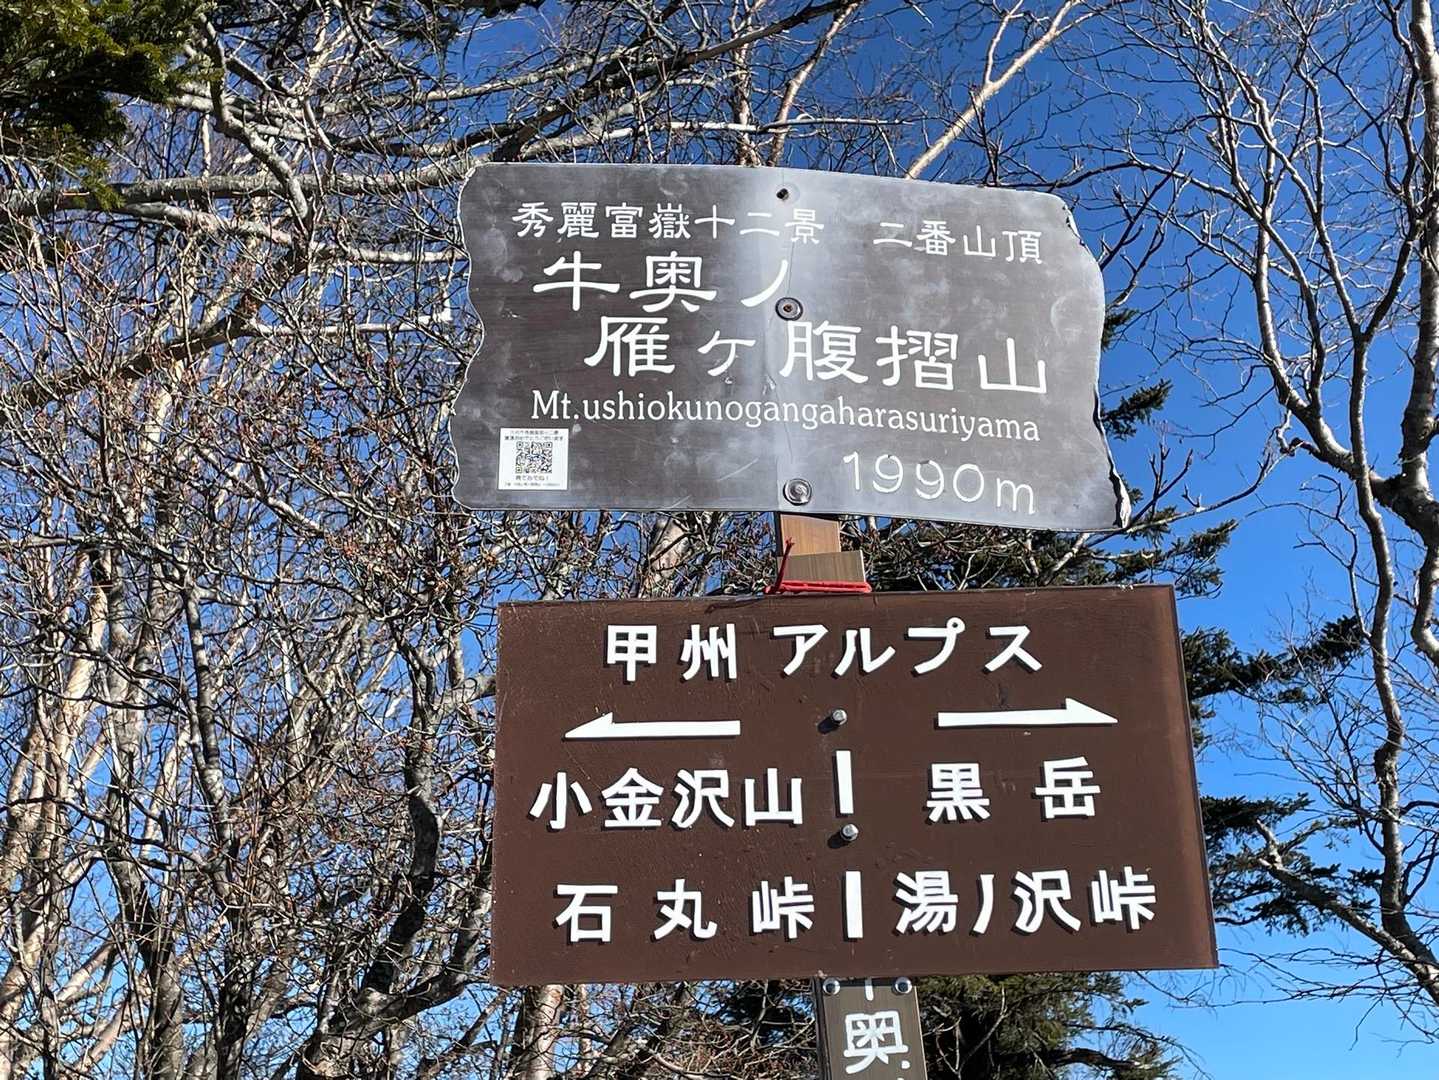 秀麗富嶽十二景 二番山頂
牛奥ノ
雁ヶ腹摺山
Mt.ushiokunogangaharasuriyama
1990m
甲州アルプス
小金沢山 黒岳
石丸峠 湯ノ沢峠
奥